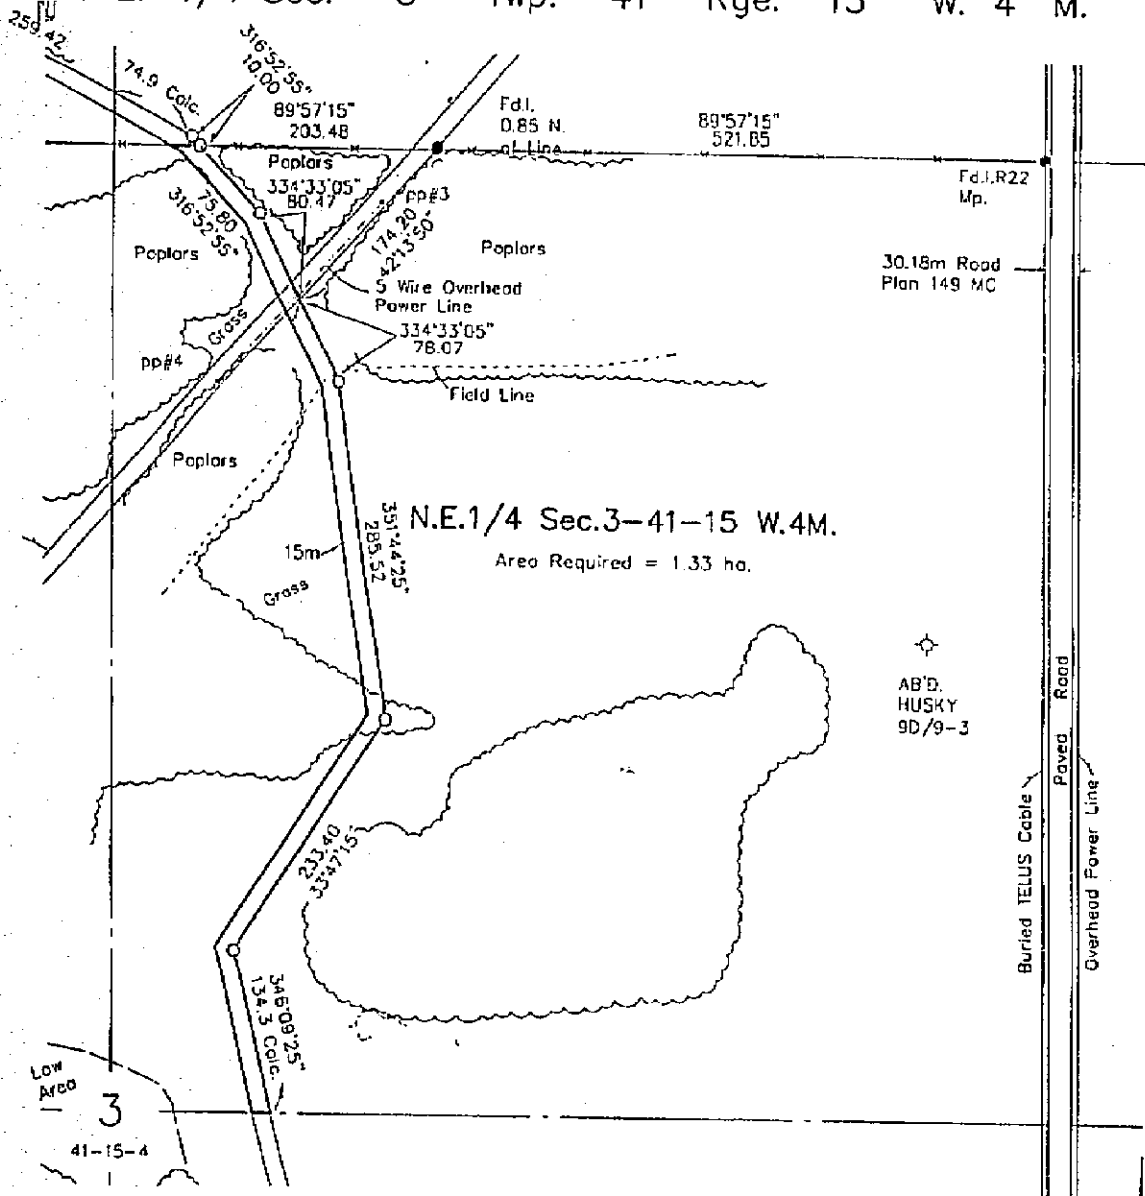 1/4 Sec. Twp. 41 Rge. 15 W. 4 M.
259.42
74.9 Calc.
316°52'55"
10.00
89°57'15"
203.48
Fd.I.
0.85 N.
of Line
89°57'15"
521.85
Fd.I.R22
Mp.
Poplars
334°33'05"
80.47
pp#3
75.80
316°52'55"
174.20
42°13'50"
Poplars
Poplars
30.18m Road
Plan 149 MC
5 Wire Overhead
Power Line
Grass
334°33'05"
78.07
pp#4
Field Line
Poplars
N.E.1/4 Sec.3-41-15 W.4M.
Area Required = 1.33 ha.
351°44'25"
285.52
15m
Grass
AB'D.
HUSKY
9D/9-3
Paved Road
Buried TELUS Cable
Overhead Power Line
233.40
33°47'15"
346°09'25"
134.3 Calc.
Low
Area
3
41-15-4